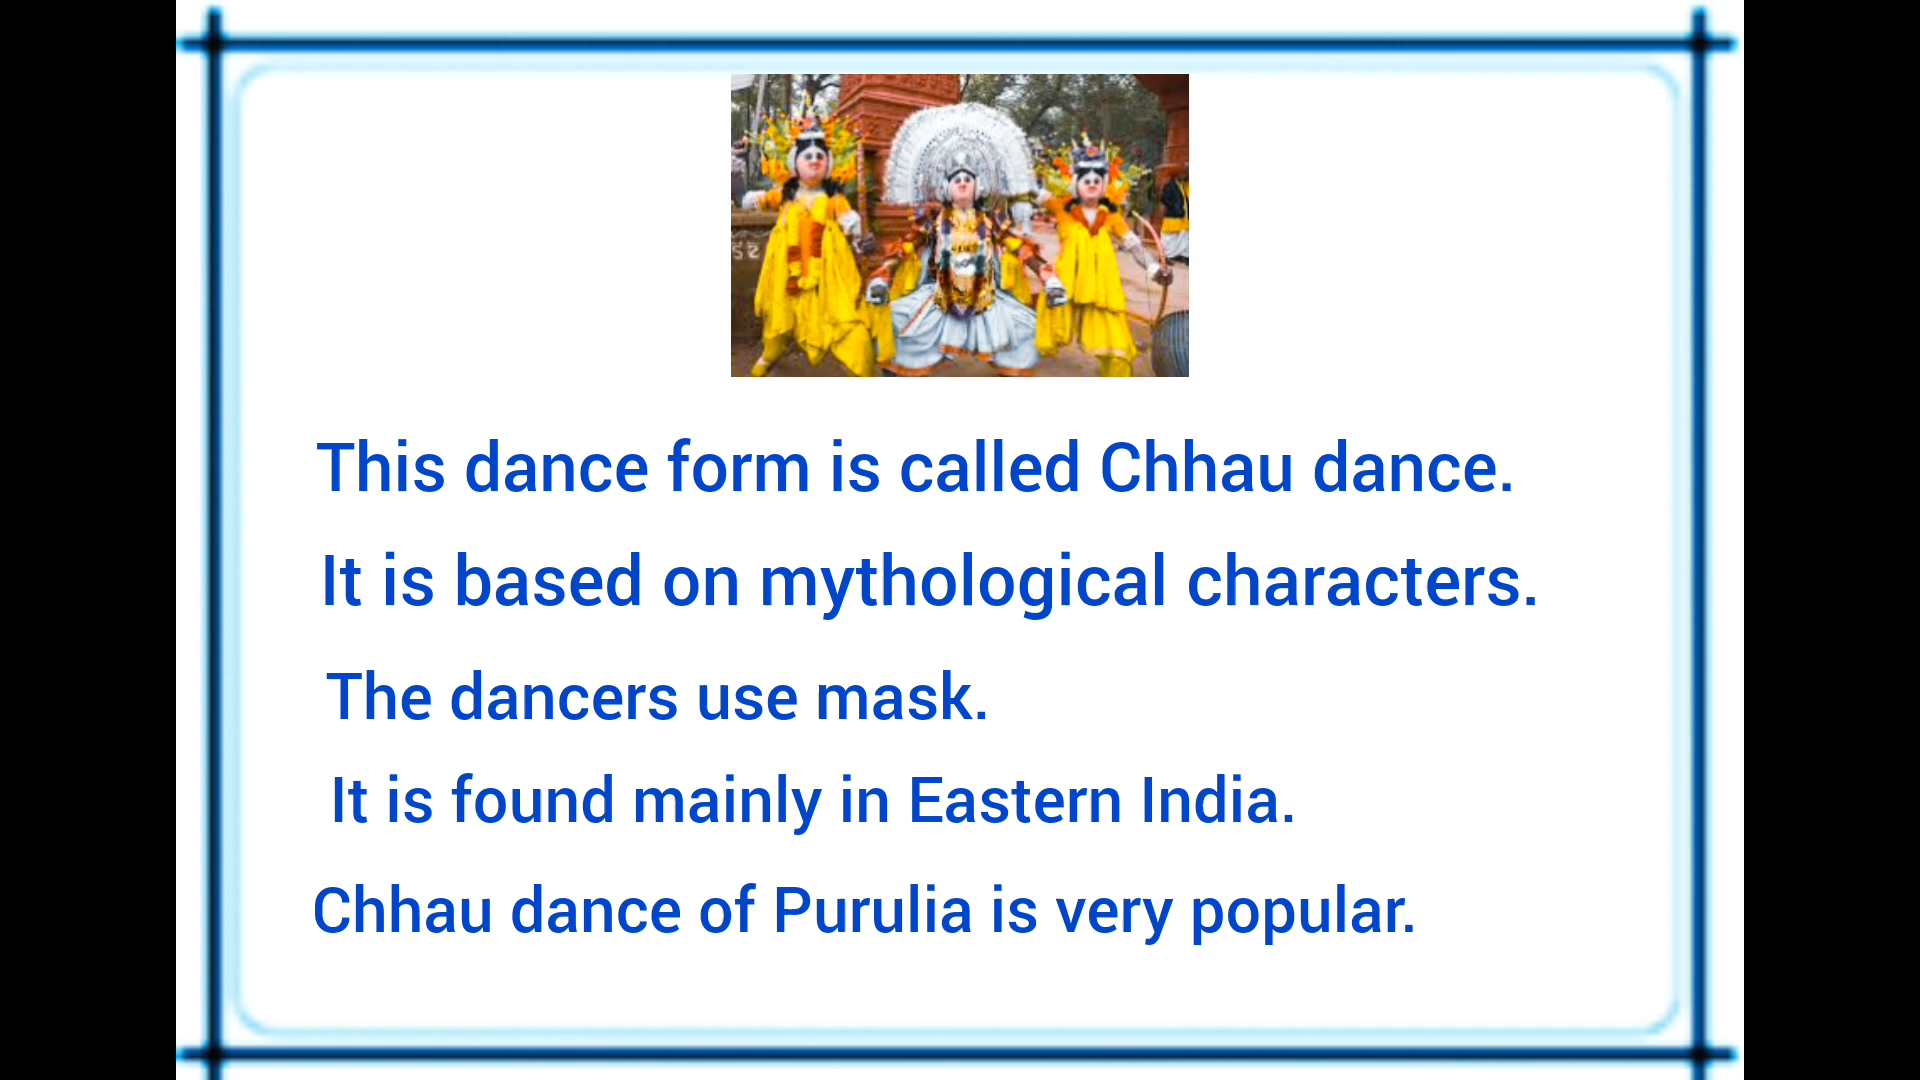 This dance form is called Chhau dance.
It is based on mythological characters.
The dancers use mask.
It is found mainly in Eastern India.
Chhau dance of Purulia is very popular.